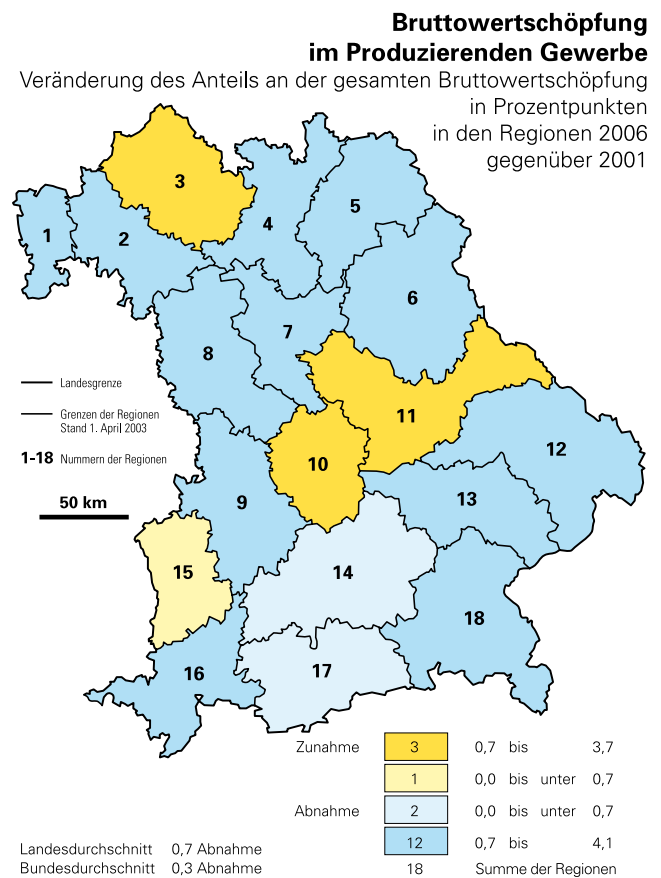 Bruttowertschöpfung
im Produzierenden Gewerbe
Veränderung des Anteils an der gesamten Bruttowertschöpfung
in Prozentpunkten
in den Regionen 2006
gegenüber 2001
3
5
4
1
2
6
7
8
Landesgrenze
Grenzen der Regionen
Stand 1. April 2003
11
12
1-18 Nummern der Regionen
10
13
50 km
9
15
14
18
16
17
Zunahme 3 0,7 bis 3,7
1 0,0 bis unter 0,7
Abnahme 2 0,0 bis unter 0,7
12 0,7 bis 4,1
Landesdurchschnitt 0,7 Abnahme
Bundesdurchschnitt 0,3 Abnahme
18 Summe der Regionen